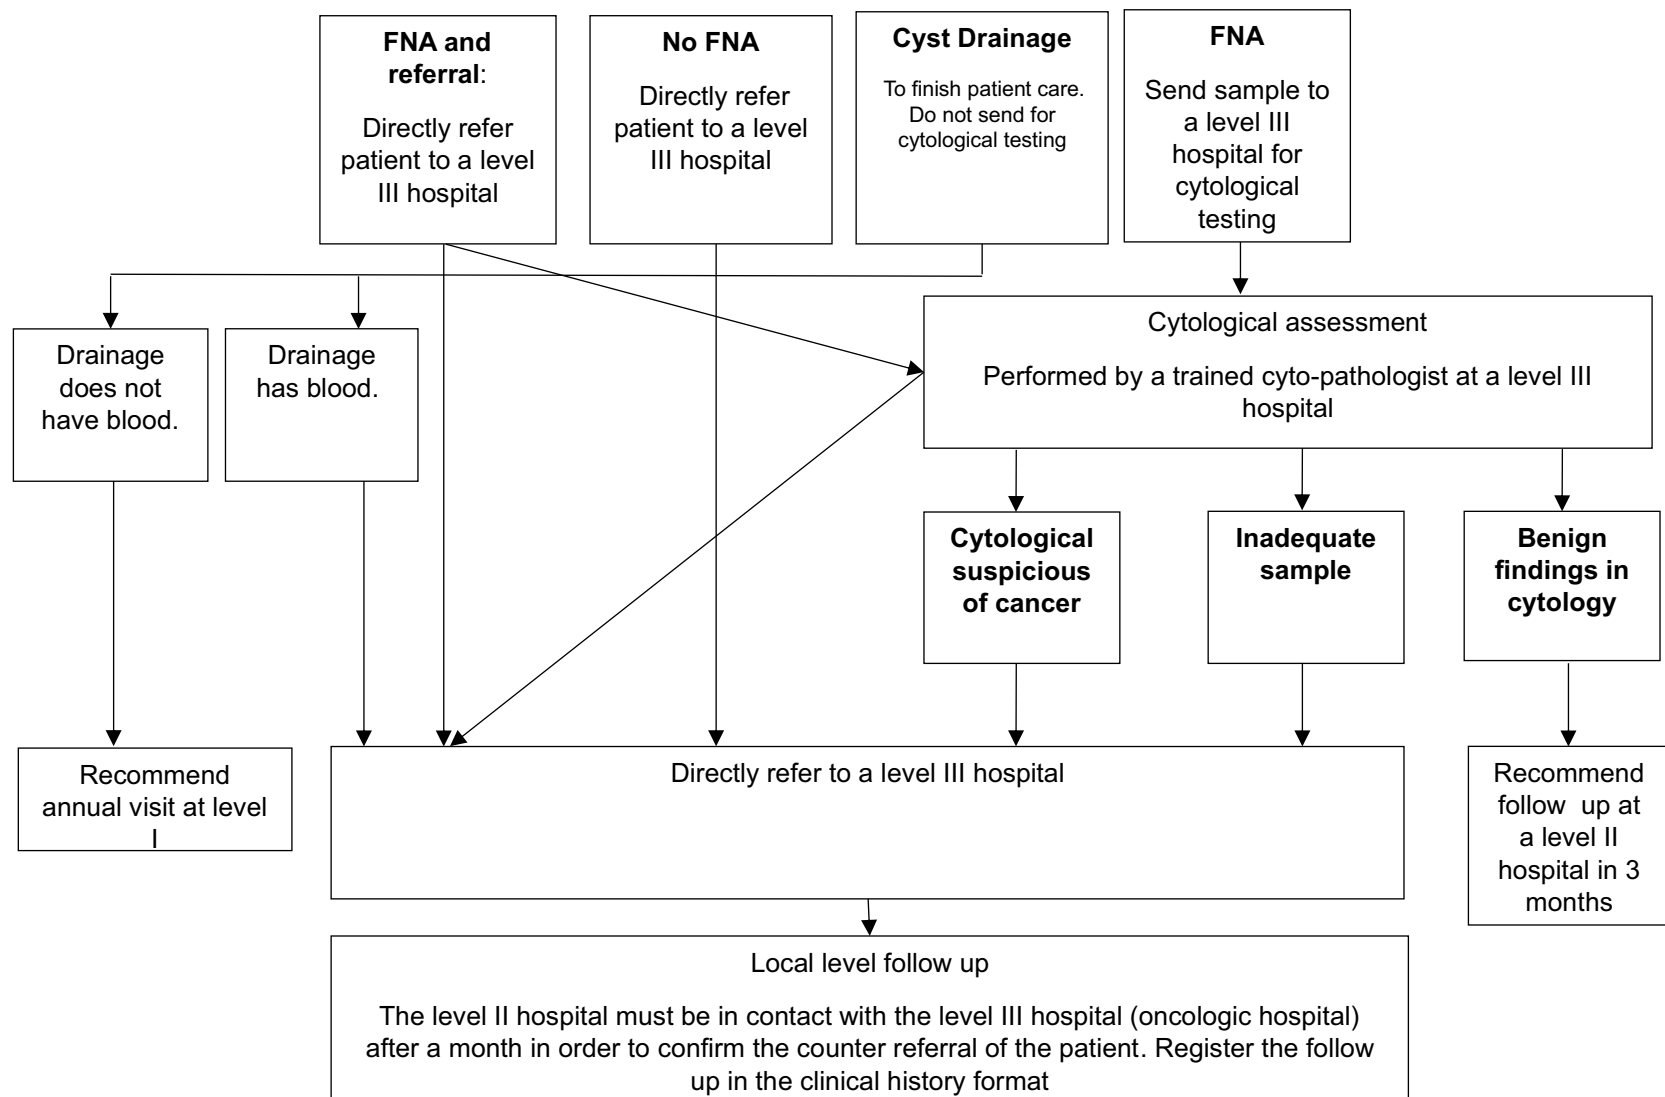 FNA and
referral:
Directly refer
patient to a level
III hospital
No FNA
Directly refer
patient to a level
III hospital
Cyst Drainage
To finish patient care.
Do not send for
cytological testing
FNA
Send sample to
a level III
hospital for
cytological
testing
Drainage
does not
have blood.
Drainage
has blood.
Cytological assessment
Performed by a trained cyto-pathologist at a level III
hospital
Cytological
suspicious
of cancer
Inadequate
sample
Benign
findings in
cytology
Recommend
annual visit at level
I
Directly refer to a level III hospital
Recommend
follow up at
a level II
hospital in 3
months
Local level follow up
The level II hospital must be in contact with the level III hospital (oncologic hospital)
after a month in order to confirm the counter referral of the patient. Register the follow
up in the clinical history format